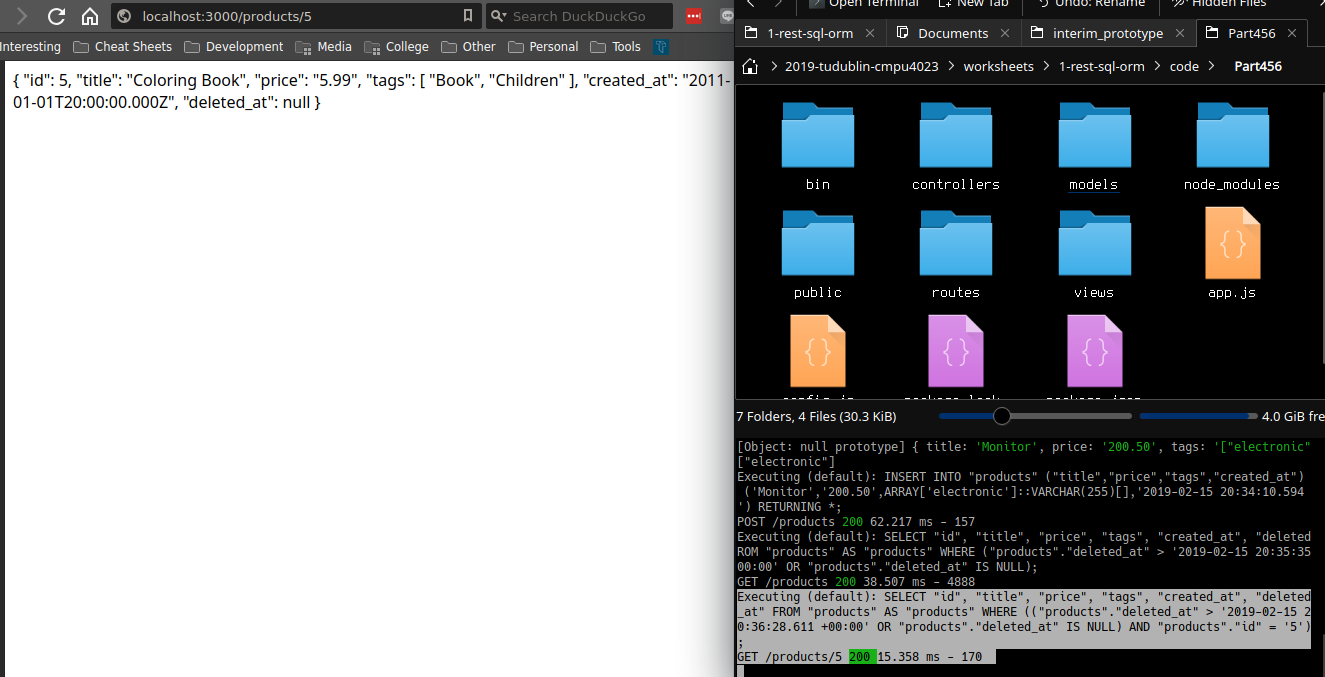 localhost:3000/products/5
Search DuckDuckGo
Interesting
Cheat Sheets
Development
Media
College
Other
Personal
Tools
{ "id": 5, "title": "Coloring Book", "price": "5.99", "tags": [ "Book", "Children" ], "created_at": "2011-
01-01T20:00:00.000Z", "deleted_at": null }
Open Terminal
New Tab
Undo: Rename
Hidden Files
1-rest-sql-orm
Documents
interim_prototype
Part456
2019-tudublin-cmpu4023
worksheets
1-rest-sql-orm
code
Part456
bin
controllers
models
node_modules
public
routes
views
app.js
7 Folders, 4 Files (30.3 KiB)
4.0 GiB fre
[Object: null prototype] { title: 'Monitor', price: '200.50', tags: '["electronic"
["electronic"]
Executing (default): INSERT INTO "products" ("title","price","tags","created_at")
('Monitor','200.50',ARRAY['electronic']::VARCHAR(255)[],'2019-02-15 20:34:10.594
') RETURNING *;
POST /products 200 62.217 ms - 157
Executing (default): SELECT "id", "title", "price", "tags", "created_at", "deleted
ROM "products" AS "products" WHERE ("products"."deleted_at" > '2019-02-15 20:35:35
00:00' OR "products"."deleted_at" IS NULL);
GET /products 200 38.507 ms - 4888
Executing (default): SELECT "id", "title", "price", "tags", "created_at", "deleted
_at" FROM "products" AS "products" WHERE (("products"."deleted_at" > '2019-02-15 2
0:36:28.611 +00:00' OR "products"."deleted_at" IS NULL) AND "products"."id" = '5')
;
GET /products/5 200 15.358 ms - 170